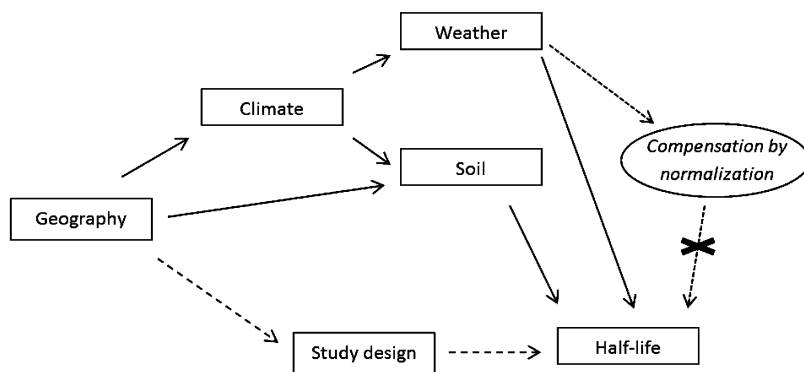 Weather
Climate
Compensation by
normalization
Soil
Geography
Study design
Half-life